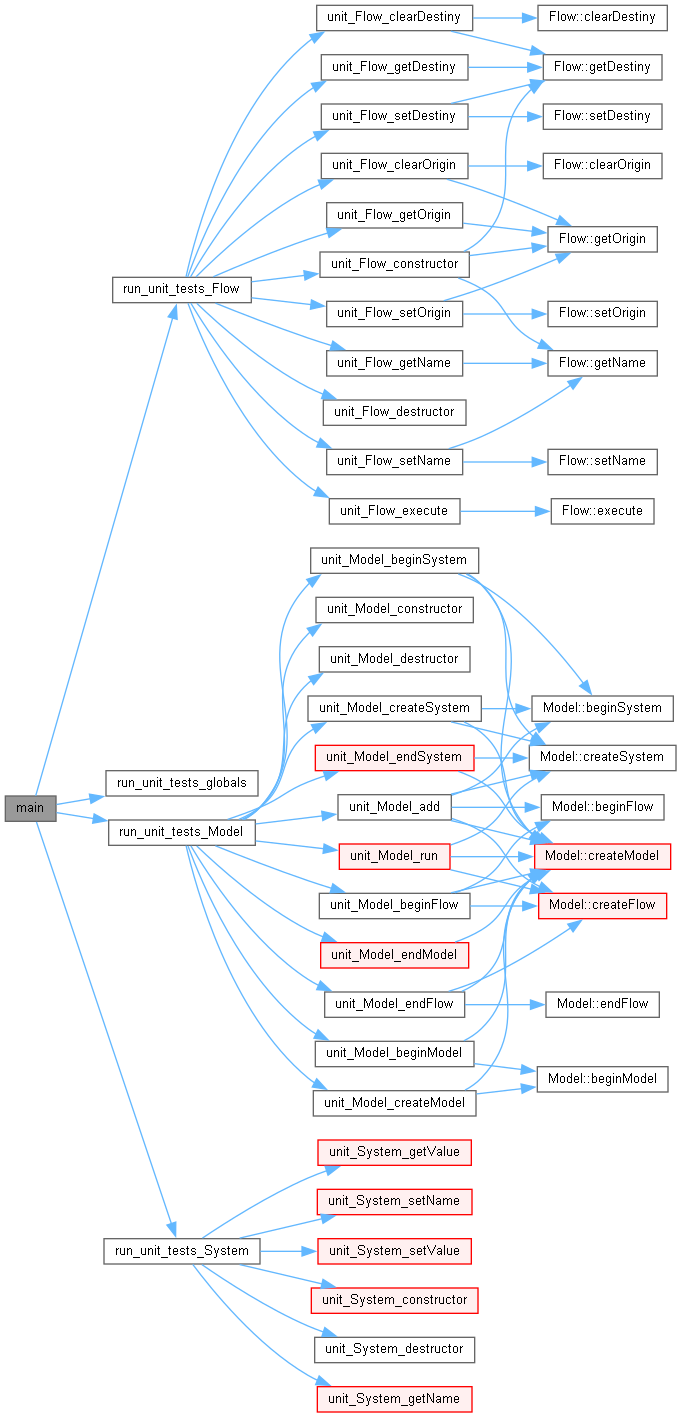 unit_Flow_clearDestiny
Flow::clearDestiny
unit_Flow_getDestiny
Flow::getDestiny
unit_Flow_setDestiny
Flow::setDestiny
unit_Flow_clearOrigin
Flow::clearOrigin
unit_Flow_getOrigin
Flow::getOrigin
unit_Flow_constructor
run_unit_tests_Flow
unit_Flow_setOrigin
Flow::setOrigin
unit_Flow_getName
Flow::getName
unit_Flow_destructor
unit_Flow_setName
Flow::setName
unit_Flow_execute
Flow::execute
unit_Model_beginSystem
unit_Model_constructor
unit_Model_destructor
unit_Model_createSystem
Model::beginSystem
unit_Model_endSystem
Model::createSystem
run_unit_tests_globals
main
unit_Model_add
Model::beginFlow
run_unit_tests_Model
unit_Model_run
Model::createModel
unit_Model_beginFlow
Model::createFlow
unit_Model_endModel
unit_Model_endFlow
Model::endFlow
unit_Model_beginModel
Model::beginModel
unit_Model_createModel
unit_System_getValue
unit_System_setName
run_unit_tests_System
unit_System_setValue
unit_System_constructor
unit_System_destructor
unit_System_getName